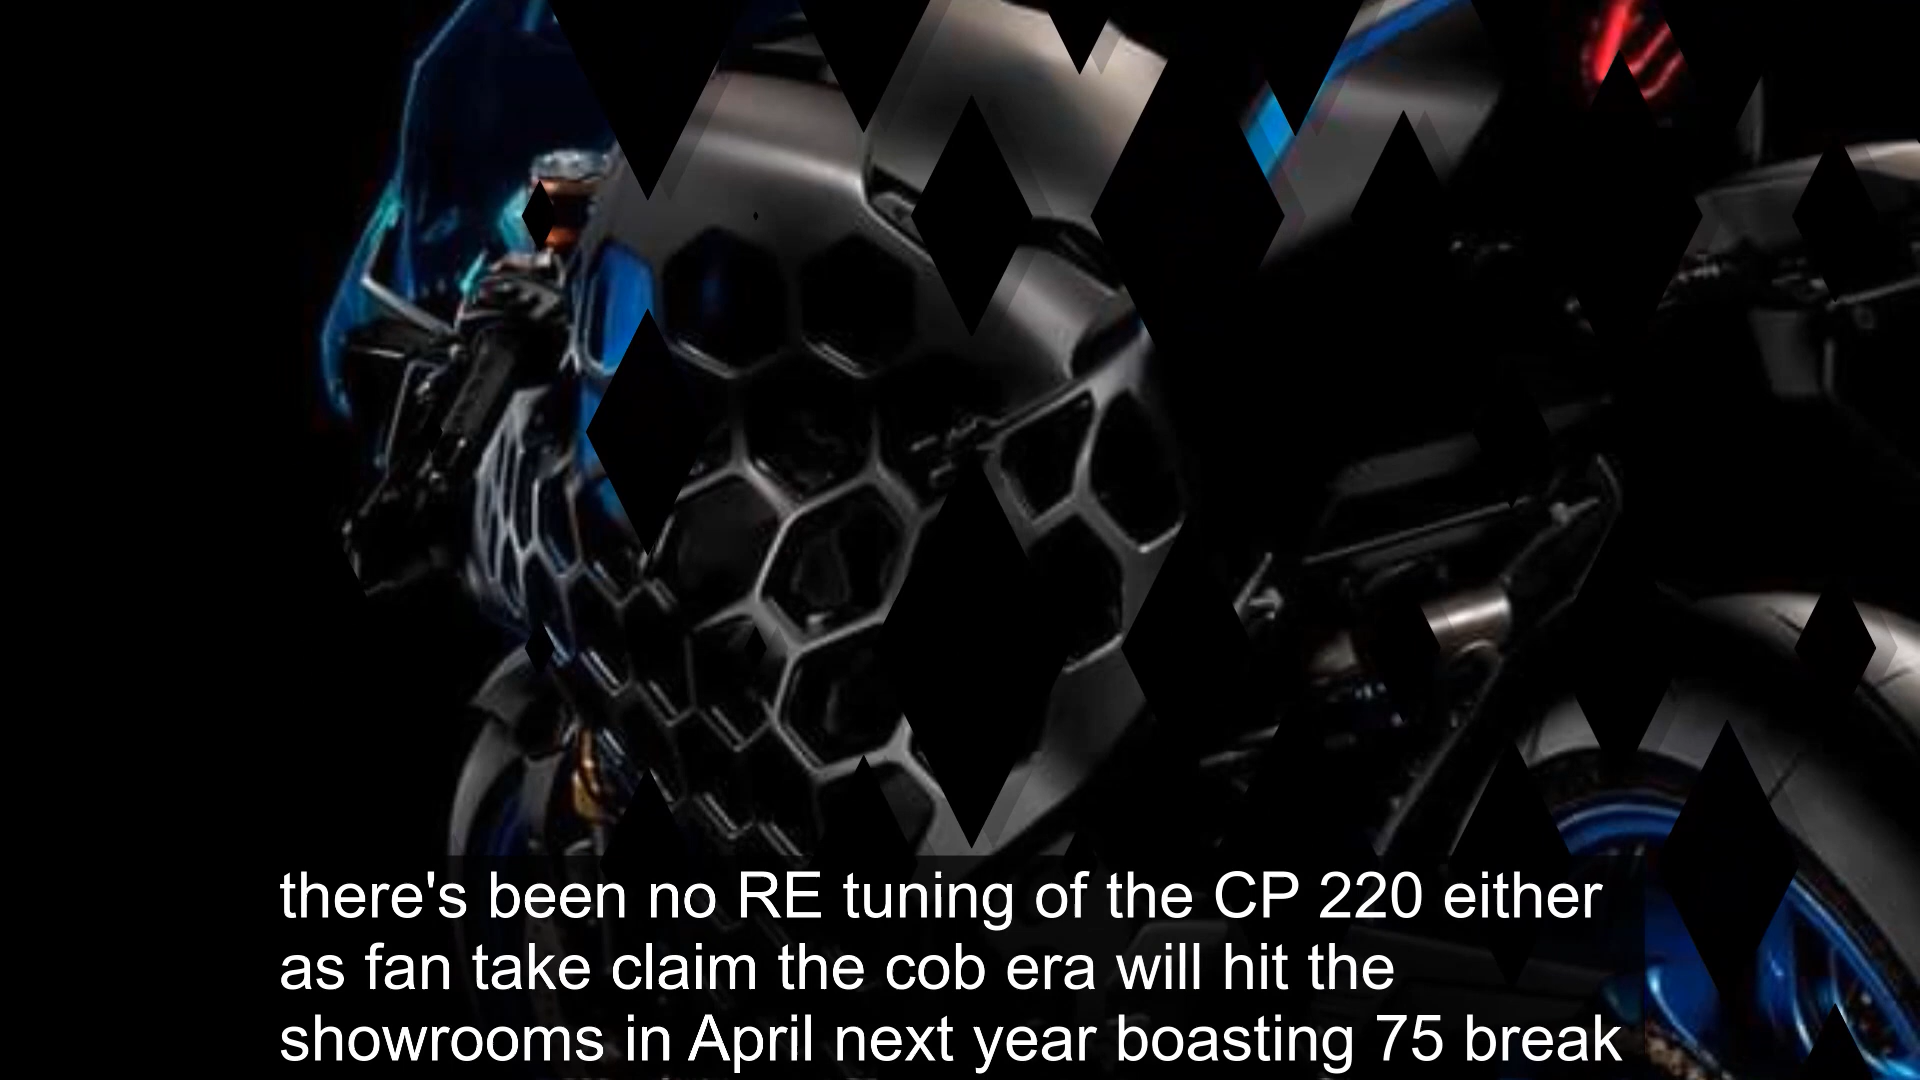 there's been no RE tuning of the CP 220 either
as fan take claim the cob era will hit the
showrooms in April next year boasting 75 break